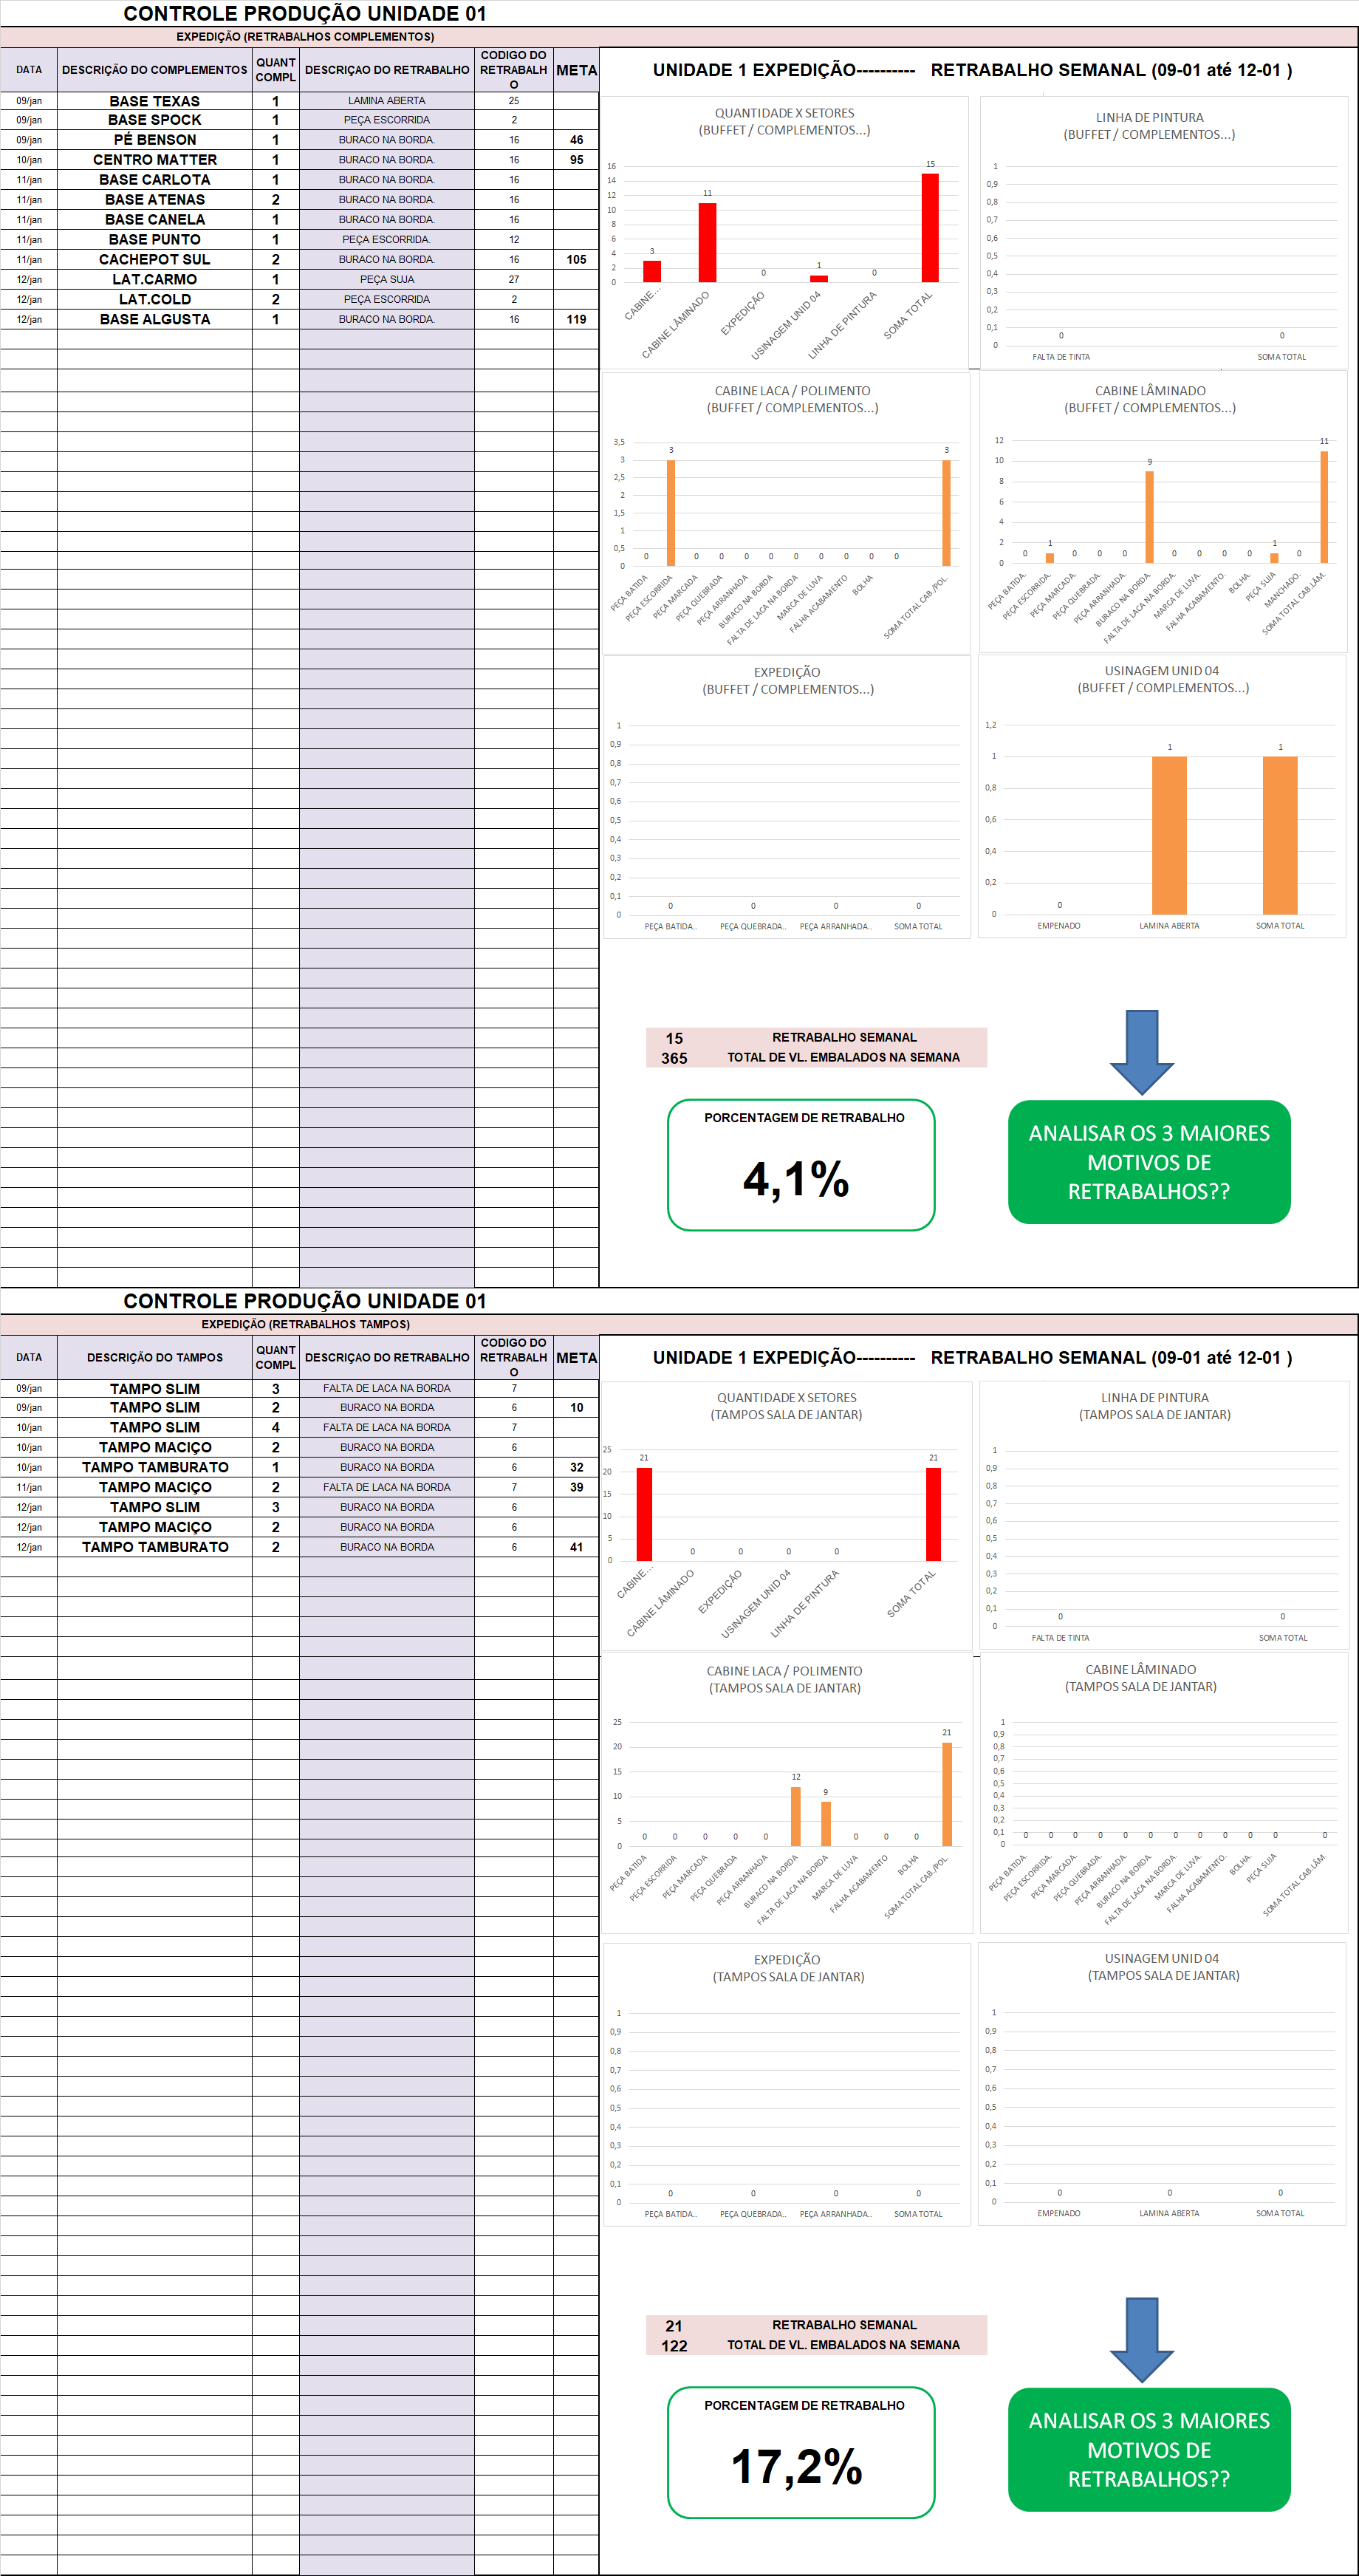 CONTROLE PRODUÇÃO UNIDADE 01
EXPEDIÇÃO (RETRABALHOS COMPLEMENTOS)
DATA DESCRIÇÃO DO COMPLEMENTOS QUANT COMPL DESCRIÇAO DO RETRABALHO CODIGO DO RETRABALHO META
09/jan BASE TEXAS 1 LAMINA ABERTA 25
09/jan BASE SPOCK 1 PEÇA ESCORRIDA 2
09/jan PÉ BENSON 1 BURACO NA BORDA. 16 46
10/jan CENTRO MATTER 1 BURACO NA BORDA. 16 95
11/jan BASE CARLOTA 1 BURACO NA BORDA. 16
11/jan BASE ATENAS 2 BURACO NA BORDA. 16
11/jan BASE CANELA 1 BURACO NA BORDA. 16
11/jan BASE PUNTO 1 PEÇA ESCORRIDA. 12
11/jan CACHEPOT SUL 2 BURACO NA BORDA. 16 105
12/jan LAT.CARMO 1 PEÇA SUJA 27
12/jan LAT.COLD 2 PEÇA ESCORRIDA 2
12/jan BASE ALGUSTA 1 BURACO NA BORDA. 16 119
UNIDADE 1 EXPEDIÇÃO---------- RETRABALHO SEMANAL (09-01 até 12-01 )
QUANTIDADE X SETORES
(BUFFET / COMPLEMENTOS...)
16
14
12
10
8
6
4
2
0
3 11 0 1 0 15
CABINE... CABINE LÂMINADO EXPEDIÇÃO USINAGEM UNID 04 LINHA DE PINTURA SOMA TOTAL
LINHA DE PINTURA
(BUFFET / COMPLEMENTOS...)
1
0,9
0,8
0,7
0,6
0,5
0,4
0,3
0,2
0,1
0
0 0
FALTA DE TINTA SOMA TOTAL
CABINE LACA / POLIMENTO
(BUFFET / COMPLEMENTOS...)
3,5
3
2,5
2
1,5
1
0,5
0
0 3 0 0 0 0 0 0 0 0 3
PEÇA BATIDA PEÇA ESCORRIDA PEÇA MARCADA PEÇA QUEBRADA PEÇA ARRANHADA BURACO NA BORDA FALTA DE LACA NA BORDA MARCA DE LUVA FALHA ACABAMENTO BOLHA SOMA TOTAL CAB./POL.
CABINE LÂMINADO
(BUFFET / COMPLEMENTOS...)
12
10
8
6
4
2
0
0 1 0 0 0 9 0 0 0 0 1 0 11
PEÇA BATIDA. PEÇA ESCORRIDA. PEÇA MARCADA. PEÇA QUEBRADA. PEÇA ARRANHADA. BURACO NA BORDA. FALTA DE LACA NA BORDA. MARCA DE LUVA. FALHA ACABAMENTO. BOLHA. PEÇA SUJA MANCHADO. SOMA TOTAL CAB.LÂM.
EXPEDIÇÃO
(BUFFET / COMPLEMENTOS...)
1
0,9
0,8
0,7
0,6
0,5
0,4
0,3
0,2
0,1
0
0 0 0 0
PEÇA BATIDA.. PEÇA QUEBRADA.. PEÇA ARRANHADA.. SOMA TOTAL
USINAGEM UNID 04
(BUFFET / COMPLEMENTOS...)
1,2
1
0,8
0,6
0,4
0,2
0
0 1 1
EMPENADO LAMINA ABERTA SOMA TOTAL
15 RETRABALHO SEMANAL
365 TOTAL DE VL. EMBALADOS NA SEMANA
PORCENTAGEM DE RETRABALHO
4,1%
ANALISAR OS 3 MAIORES
MOTIVOS DE
RETRABALHOS??
CONTROLE PRODUÇÃO UNIDADE 01
EXPEDIÇÃO (RETRABALHOS TAMPOS)
DATA DESCRIÇÃO DO TAMPOS QUANT COMPL DESCRIÇAO DO RETRABALHO CODIGO DO RETRABALHO META
09/jan TAMPO SLIM 3 FALTA DE LACA NA BORDA 7
09/jan TAMPO SLIM 2 BURACO NA BORDA 6 10
10/jan TAMPO SLIM 4 FALTA DE LACA NA BORDA 7
10/jan TAMPO MACIÇO 2 BURACO NA BORDA 6
10/jan TAMPO TAMBURATO 1 BURACO NA BORDA 6 32
11/jan TAMPO MACIÇO 2 FALTA DE LACA NA BORDA 7 39
12/jan TAMPO SLIM 3 BURACO NA BORDA 6
12/jan TAMPO MACIÇO 2 BURACO NA BORDA 6
12/jan TAMPO TAMBURATO 2 BURACO NA BORDA 6 41
UNIDADE 1 EXPEDIÇÃO---------- RETRABALHO SEMANAL (09-01 até 12-01 )
QUANTIDADE X SETORES
(TAMPOS SALA DE JANTAR)
25
20
15
10
5
0
21 0 0 0 0 21
CABINE... CABINE LÂMINADO EXPEDIÇÃO USINAGEM UNID 04 LINHA DE PINTURA SOMA TOTAL
LINHA DE PINTURA
(TAMPOS SALA DE JANTAR)
1
0,9
0,8
0,7
0,6
0,5
0,4
0,3
0,2
0,1
0
0 0
FALTA DE TINTA SOMA TOTAL
CABINE LACA / POLIMENTO
(TAMPOS SALA DE JANTAR)
25
20
15
10
5
0
0 0 0 0 0 12 9 0 0 0 21
PEÇA BATIDA PEÇA ESCORRIDA PEÇA MARCADA PEÇA QUEBRADA PEÇA ARRANHADA BURACO NA BORDA FALTA DE LACA NA BORDA MARCA DE LUVA FALHA ACABAMENTO BOLHA SOMA TOTAL CAB./POL.
CABINE LÂMINADO
(TAMPOS SALA DE JANTAR)
1
0,9
0,8
0,7
0,6
0,5
0,4
0,3
0,2
0,1
0
0 0 0 0 0 0 0 0 0 0 0 0
PEÇA BATIDA. PEÇA ESCORRIDA. PEÇA MARCADA. PEÇA QUEBRADA. PEÇA ARRANHADA. BURACO NA BORDA. FALTA DE LACA NA BORDA. MARCA DE LUVA. FALHA ACABAMENTO. BOLHA. PEÇA SUJA SOMA TOTAL CAB.LÂM.
EXPEDIÇÃO
(TAMPOS SALA DE JANTAR)
1
0,9
0,8
0,7
0,6
0,5
0,4
0,3
0,2
0,1
0
0 0 0 0
PEÇA BATIDA.. PEÇA QUEBRADA.. PEÇA ARRANHADA.. SOMA TOTAL
USINAGEM UNID 04
(TAMPOS SALA DE JANTAR)
1
0,9
0,8
0,7
0,6
0,5
0,4
0,3
0,2
0,1
0
0 0 0
EMPENADO LAMINA ABERTA SOMA TOTAL
21 RETRABALHO SEMANAL
122 TOTAL DE VL. EMBALADOS NA SEMANA
PORCENTAGEM DE RETRABALHO
17,2%
ANALISAR OS 3 MAIORES
MOTIVOS DE
RETRABALHOS??